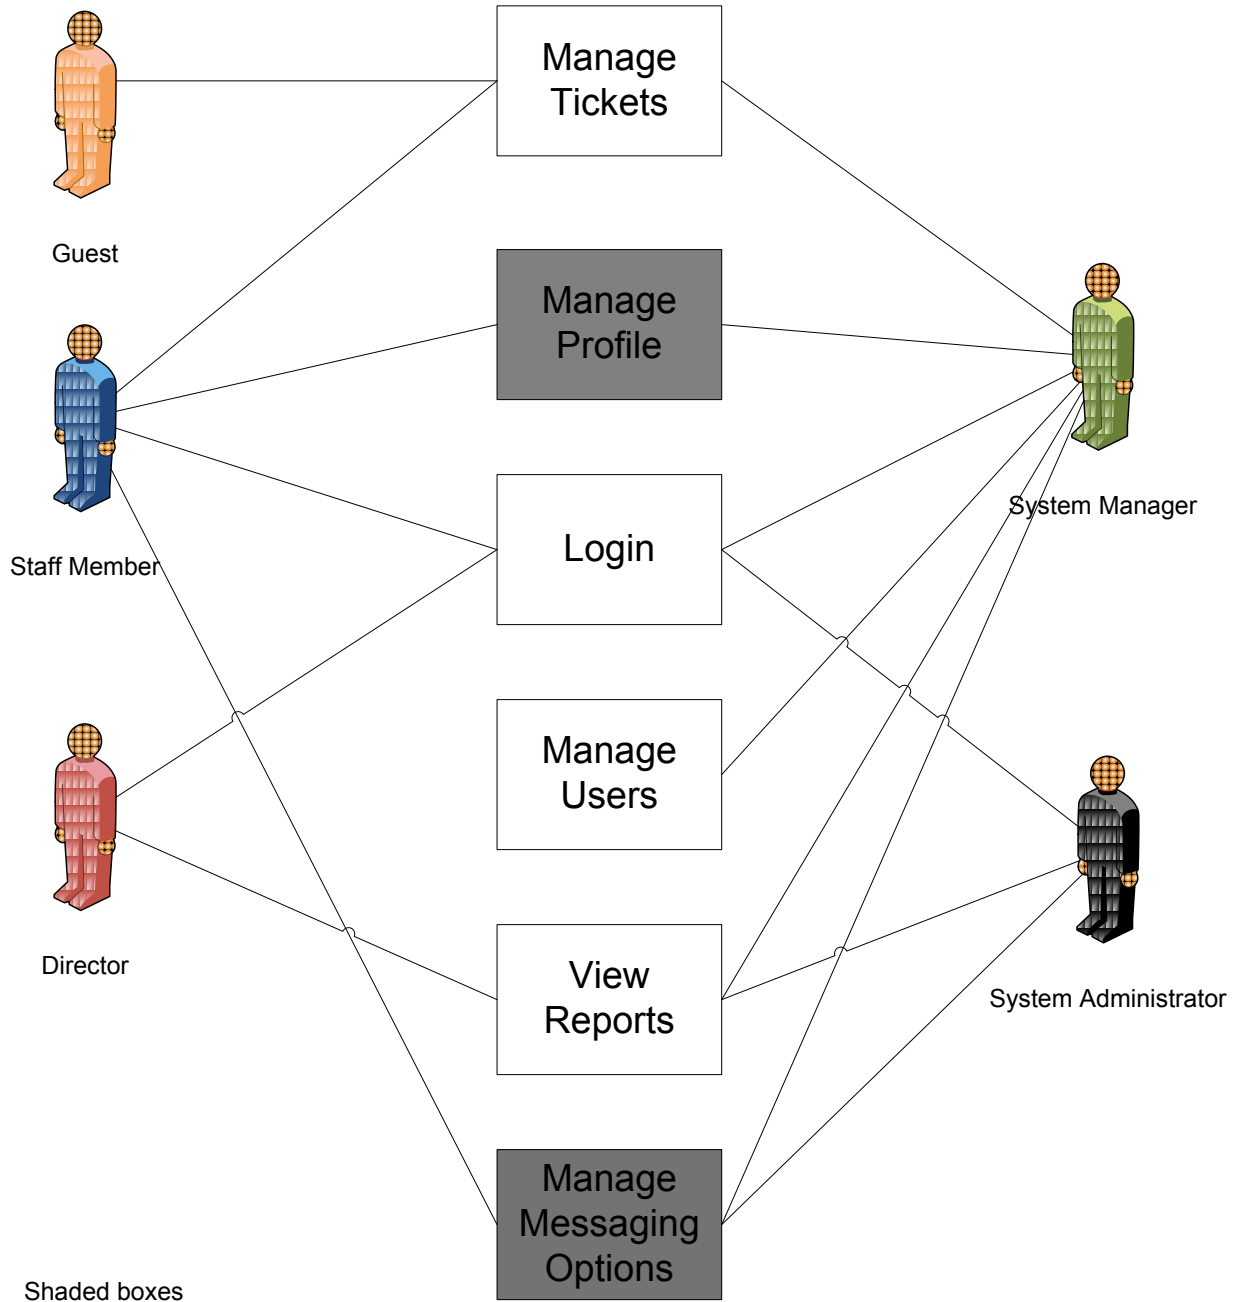 Manage
Tickets
Guest
Manage
Profile
System Manager
Login
Staff Member
Manage
Users
View
Reports
Director
System Administrator
Manage
Messaging
Options
Shaded boxes